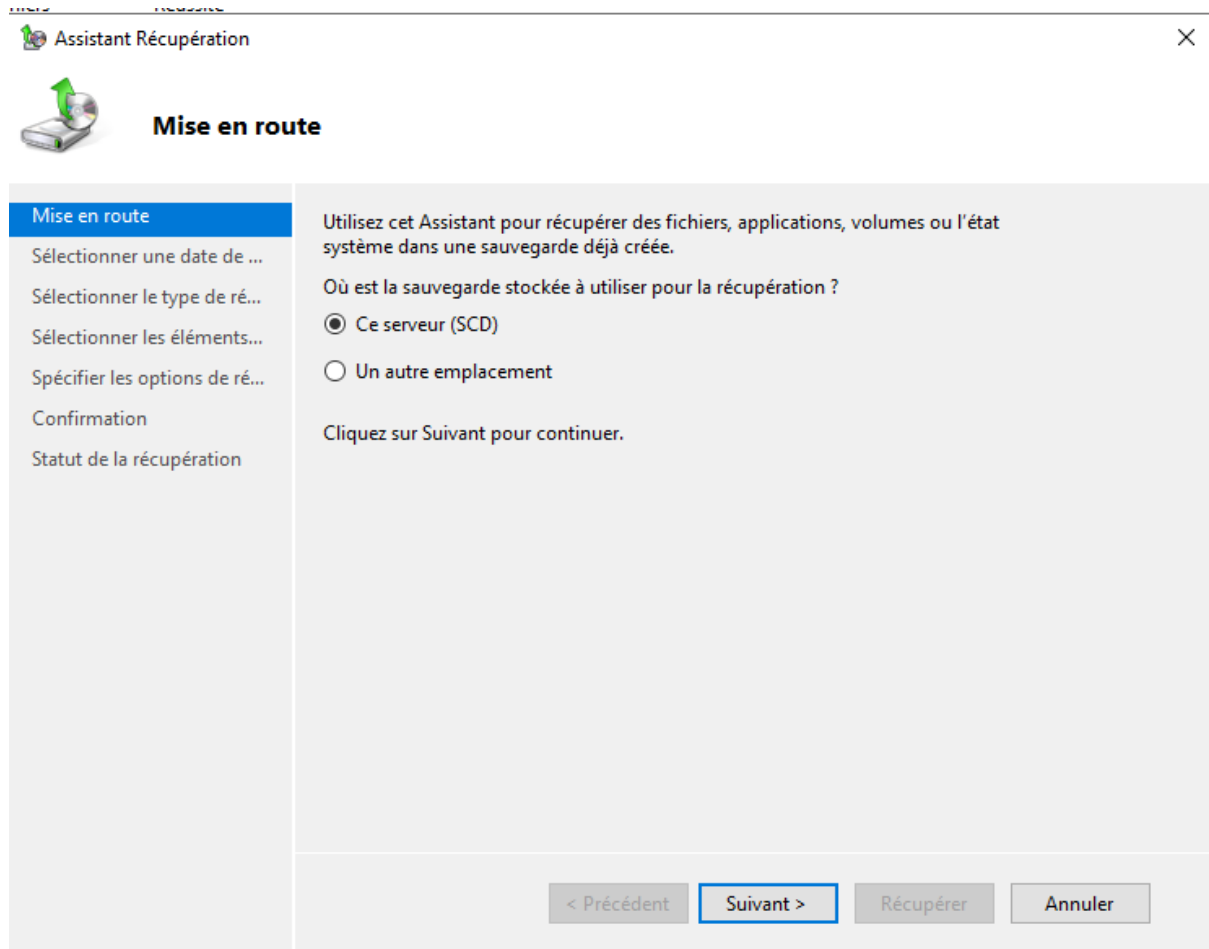 Assistant Récupération
Mise en route
Mise en route
Sélectionner une date de ...
Sélectionner le type de ré...
Sélectionner les éléments...
Spécifier les options de ré...
Confirmation
Statut de la récupération
Utilisez cet Assistant pour récupérer des fichiers, applications, volumes ou l'état
système dans une sauvegarde déjà créée.
Où est la sauvegarde stockée à utiliser pour la récupération ?
Ce serveur (SCD)
Un autre emplacement
Cliquez sur Suivant pour continuer.
< Précédent Suivant > Récupérer Annuler